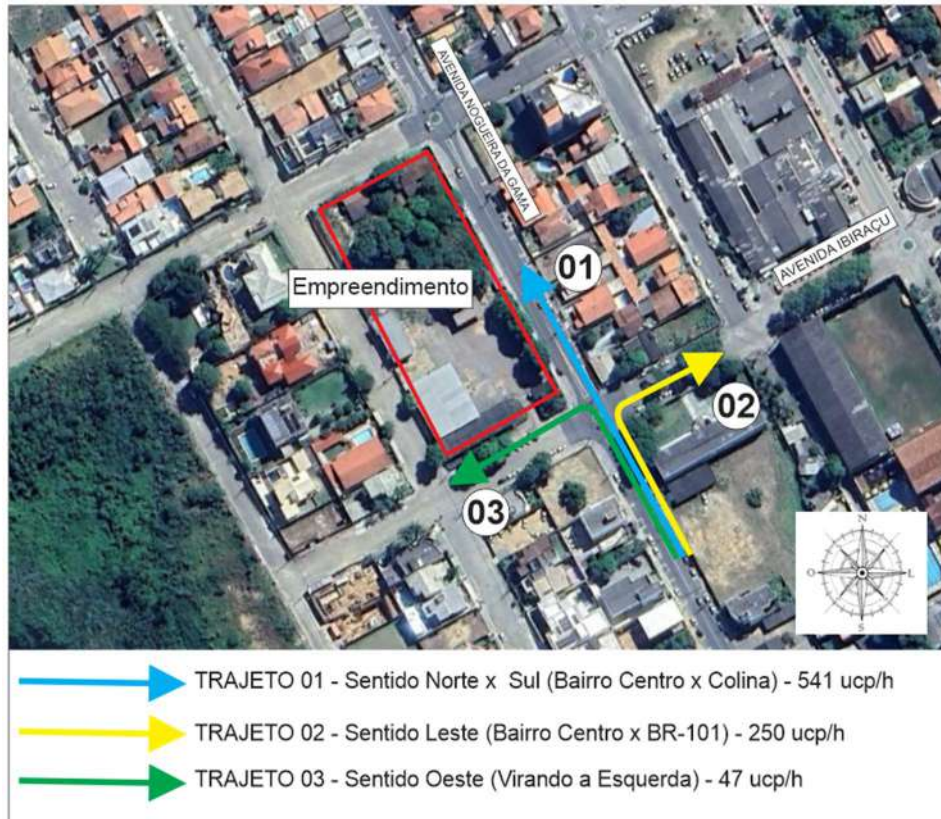 AVENIDA NOGUEIRA DA GAMA
AVENIDA IBIRAÇU
Empreendimento
01
02
03
N
O
L
S
TRAJETO 01 - Sentido Norte x Sul (Bairro Centro x Colina) - 541 ucp/h
TRAJETO 02 - Sentido Leste (Bairro Centro x BR-101) - 250 ucp/h
TRAJETO 03 - Sentido Oeste (Virando a Esquerda) - 47 ucp/h